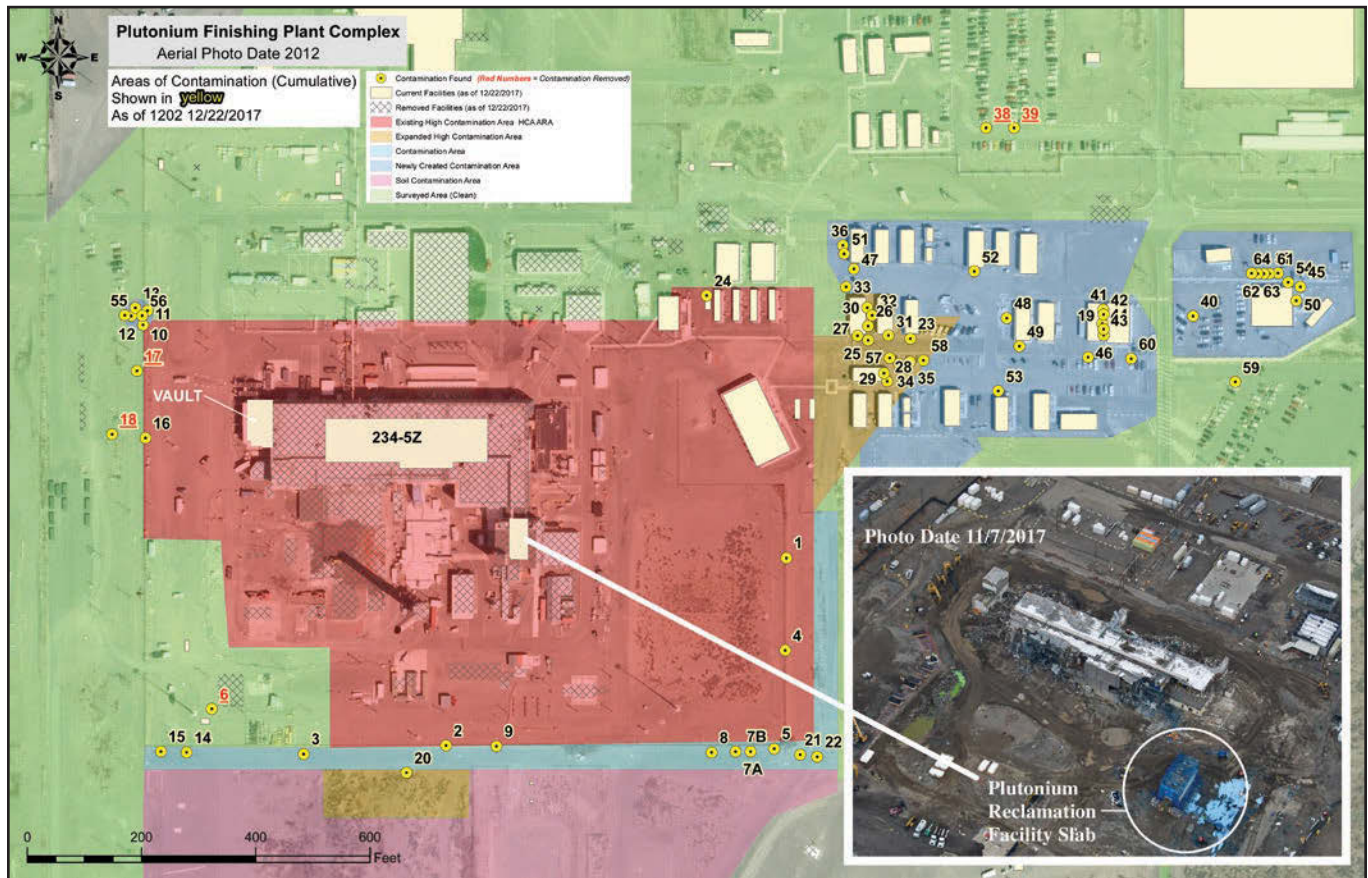 N
W E
S
Plutonium Finishing Plant Complex
Aerial Photo Date 2012
Areas of Contamination (Cumulative)
Shown in yellow
As of 1202 12/22/2017
Contamination Found (Red Numbers = Contamination Removed)
Current Facilities (as of 12/22/2017)
Removed Facilities (as of 12/22/2017)
Existing High Contamination Area HCA ARA
Expanded High Contamination Area
Contamination Area
Newly Created Contamination Area
Soil Contamination Area
Surveyed Area (Clean)
38 39
36
51
47
52
33
24
64 61
54 45
62 63
50
40
30 32
26
31 23
27
25
57
58
28
29 34 35
48
49
41 42
19
43
46
60
53
59
13
55 56
11
12 10
17
18 16
VAULT
234-5Z
1
4
6
15 14 3 2 9 8 7B 5 21 22
20 7A
Photo Date 11/7/2017
Plutonium
Reclamation
Facility Slab
0 200 400 600
Feet